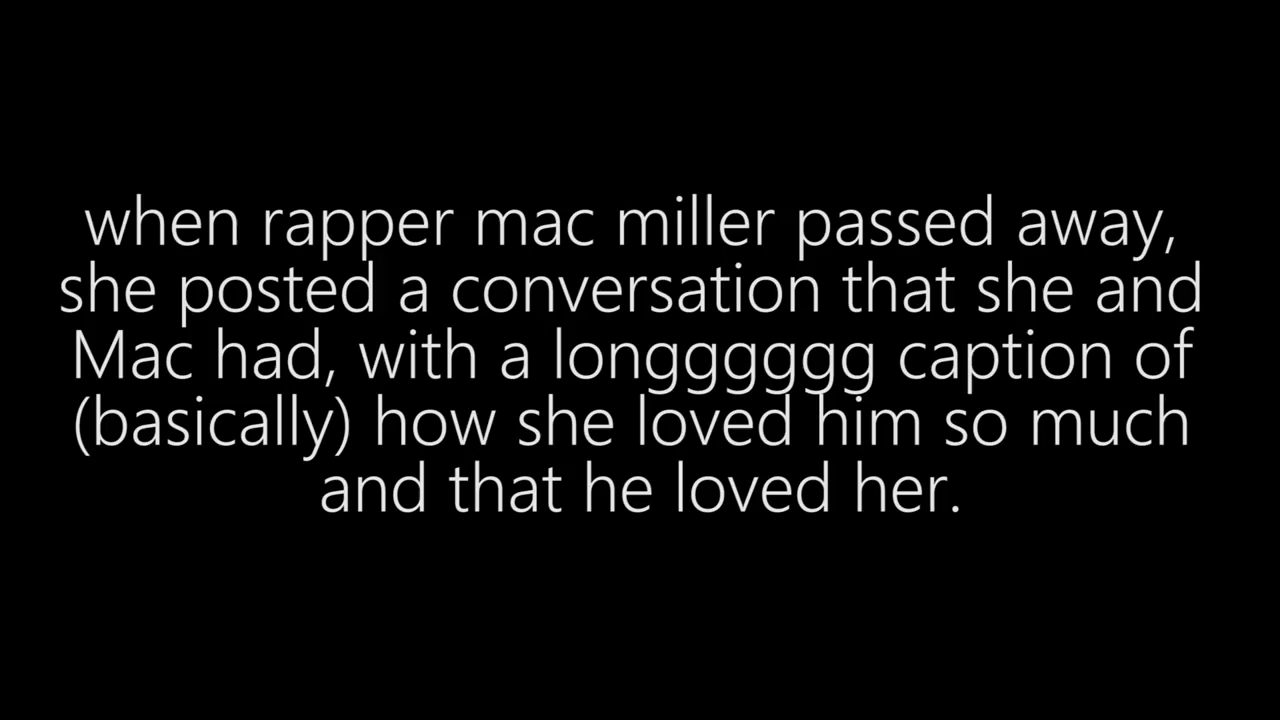 when rapper mac miller passed away,
she posted a conversation that she and
Mac had, with a longggggg caption of
(basically) how she loved him so much
and that he loved her.